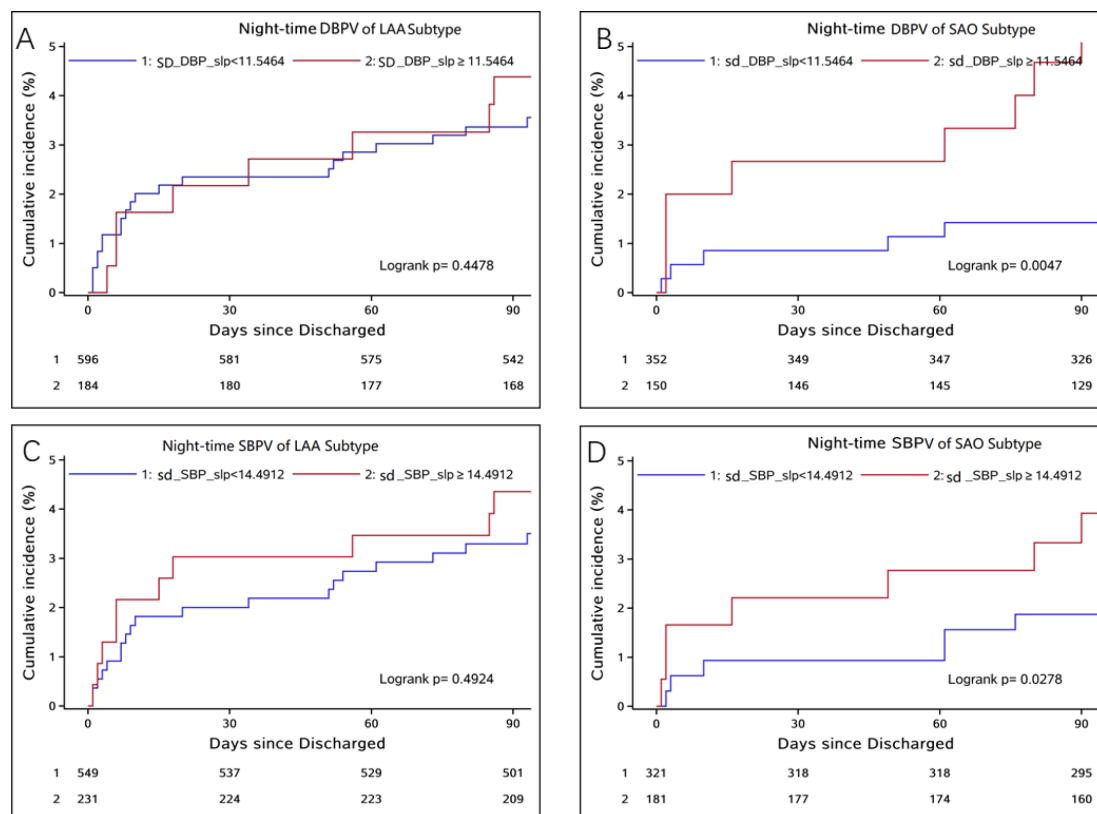 A
Night-time DBPV of LAA Subtype
1: SD_DBP_slp<11.5464 2: SD_DBP_slp≥ 11.5464
Cumulative incidence (%)
5
4
3
2
1
0
Logrank p= 0.4478
0 30 60 90
Days since Discharged
1 596 581 575 542
2 184 180 177 168
B
Night-time DBPV of SAO Subtype
1: sd_DBP_slp<11.5464 2: sd_DBP_slp≥ 11.5464
Cumulative incidence (%)
5
4
3
2
1
0
Logrank p= 0.0047
0 30 60 90
Days since Discharged
1 352 349 347 326
2 150 146 145 129
C
Night-time SBPV of LAA Subtype
1: sd_SBP_slp<14.4912 2: sd_SBP_slp≥ 14.4912
Cumulative incidence (%)
5
4
3
2
1
0
Logrank p= 0.4924
0 30 60 90
Days since Discharged
1 549 537 529 501
2 231 224 223 209
D
Night-time SBPV of SAO Subtype
1: sd_SBP_slp<14.4912 2: sd_SBP_slp≥ 14.4912
Cumulative incidence (%)
5
4
3
2
1
0
Logrank p= 0.0278
0 30 60 90
Days since Discharged
1 321 318 318 295
2 181 177 174 160